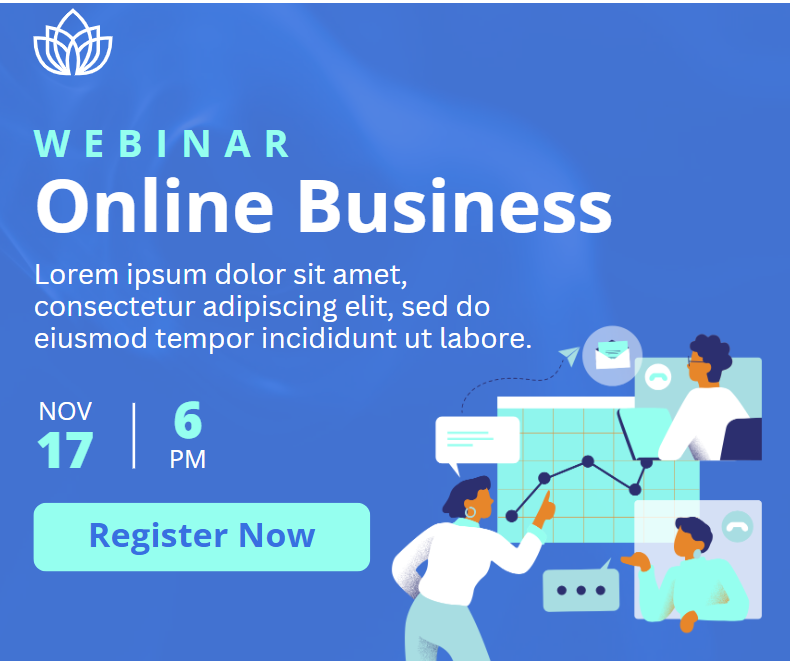 WEBINAR
Online Business
Lorem ipsum dolor sit amet,
consectetur adipiscing elit, sed do
eiusmod tempor incididunt ut labore.
NOV
17
6
PM
Register Now